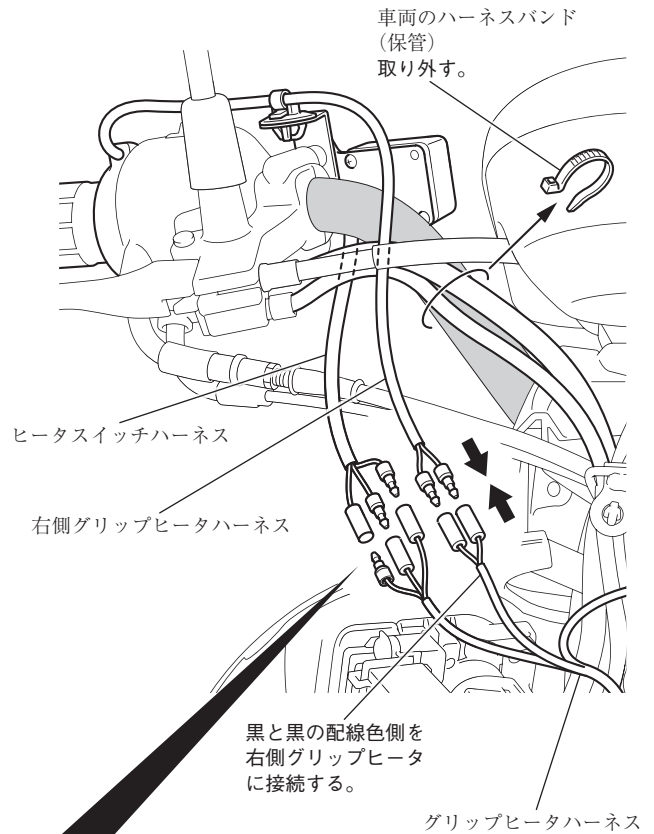 車両のハーネスバンド
（保管）
取り外す。
ヒータスイッチハーネス
右側グリップヒータハーネス
黒と黒の配線色側を
右側グリップヒータ
に接続する。
グリップヒータハーネス